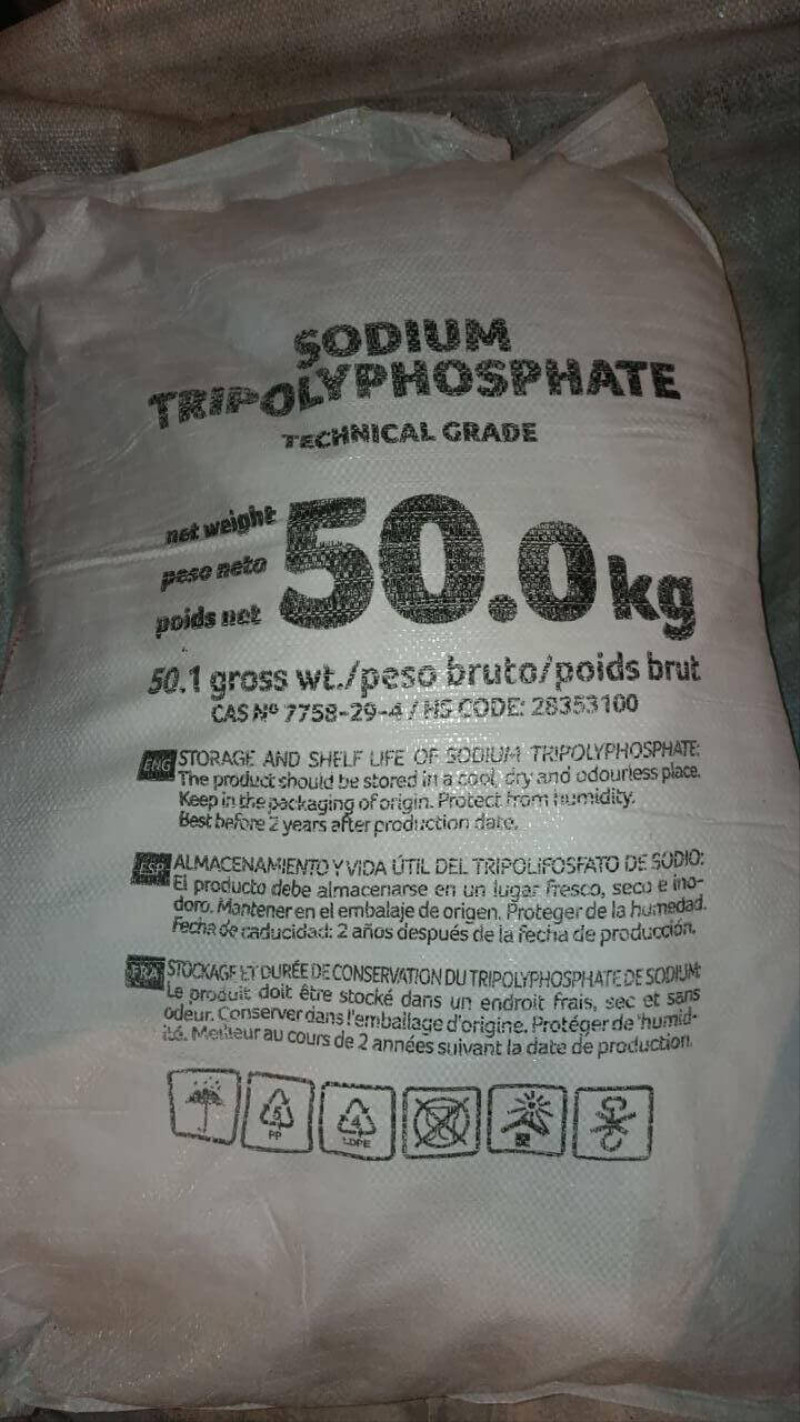 SODIUM
TRIPOLYPHOSPHATE
TECHNICAL GRADE
net weight
peso neto
poids net
50.0 kg
50.1 gross wt./peso bruto/poids brut
CAS Nº 7758-29-4 / HS CODE: 28353100
ENG STORAGE AND SHELF LIFE OF SODIUM TRIPOLYPHOSPHATE:
The product should be stored in a cool, dry and odourless place.
Keep in the packaging of origin. Protect from humidity.
Best before 2 years after production date.
ESP ALMACENAMIENTO Y VIDA ÚTIL DEL TRIPOLIFOSFATO DE SODIO:
El producto debe almacenarse en un lugar fresco, seco e ino-
doro. Mantener en el embalaje de origen. Proteger de la humedad.
Fecha de caducidad: 2 años después de la fecha de producción.
FRA STOCKAGE ET DURÉE DE CONSERVATION DU TRIPOLYPHOSPHATE DE SODIUM:
Le produit doit être stocké dans un endroit frais, sec et sans
odeur. Conserver dans l'emballage d'origine. Protéger de 'humid-
ité. Meilleur au cours de 2 années suivant la date de production.
5
PP
4
LDPE